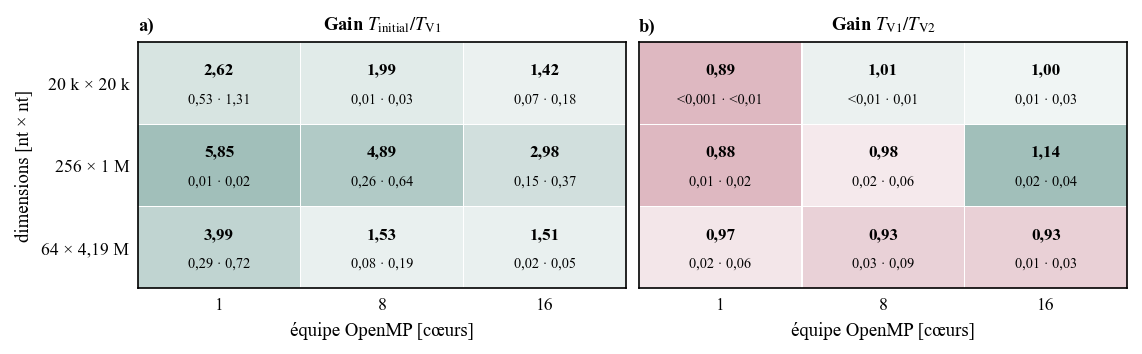 a) Gain T_initial/T_V1
b) Gain T_V1/T_V2
dimensions [nt × nt]
20 k × 20 k
2,62 1,99 1,42
0,53 · 1,31 0,01 · 0,03 0,07 · 0,18
0,89 1,01 1,00
<0,001 · <0,01 <0,01 · 0,01 0,01 · 0,03
256 × 1 M
5,85 4,89 2,98
0,01 · 0,02 0,26 · 0,64 0,15 · 0,37
0,88 0,98 1,14
0,01 · 0,02 0,02 · 0,06 0,02 · 0,04
64 × 4,19 M
3,99 1,53 1,51
0,29 · 0,72 0,08 · 0,19 0,02 · 0,05
0,97 0,93 0,93
0,02 · 0,06 0,03 · 0,09 0,01 · 0,03
1 8 16
1 8 16
équipe OpenMP [cœurs]
équipe OpenMP [cœurs]